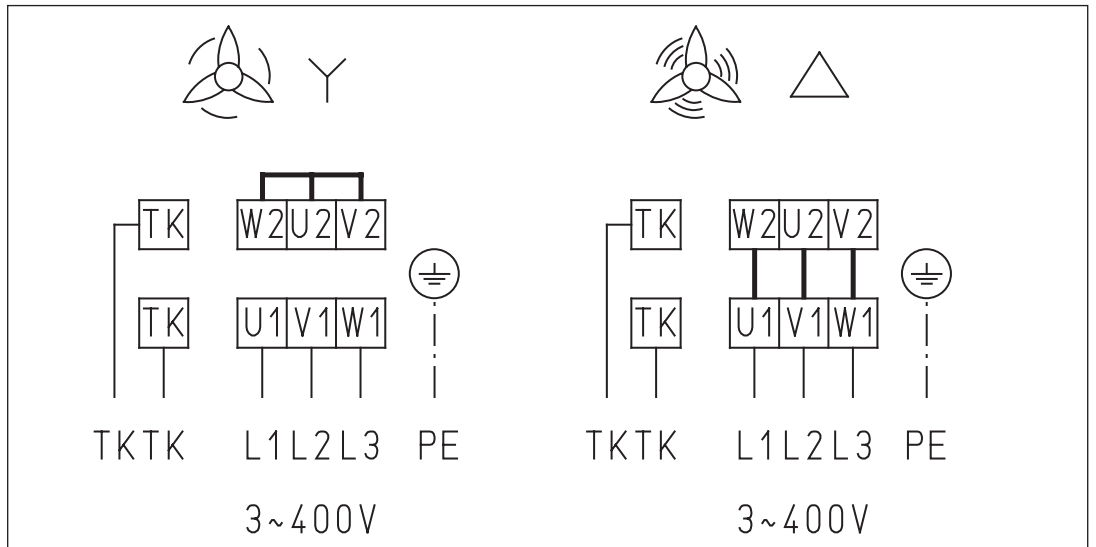 TK W2 U2 V2 TK W2 U2 V2
TK U1 V1 W1 TK U1 V1 W1
TK TK L1 L2 L3 PE TK TK L1 L2 L3 PE
3~400V 3~400V